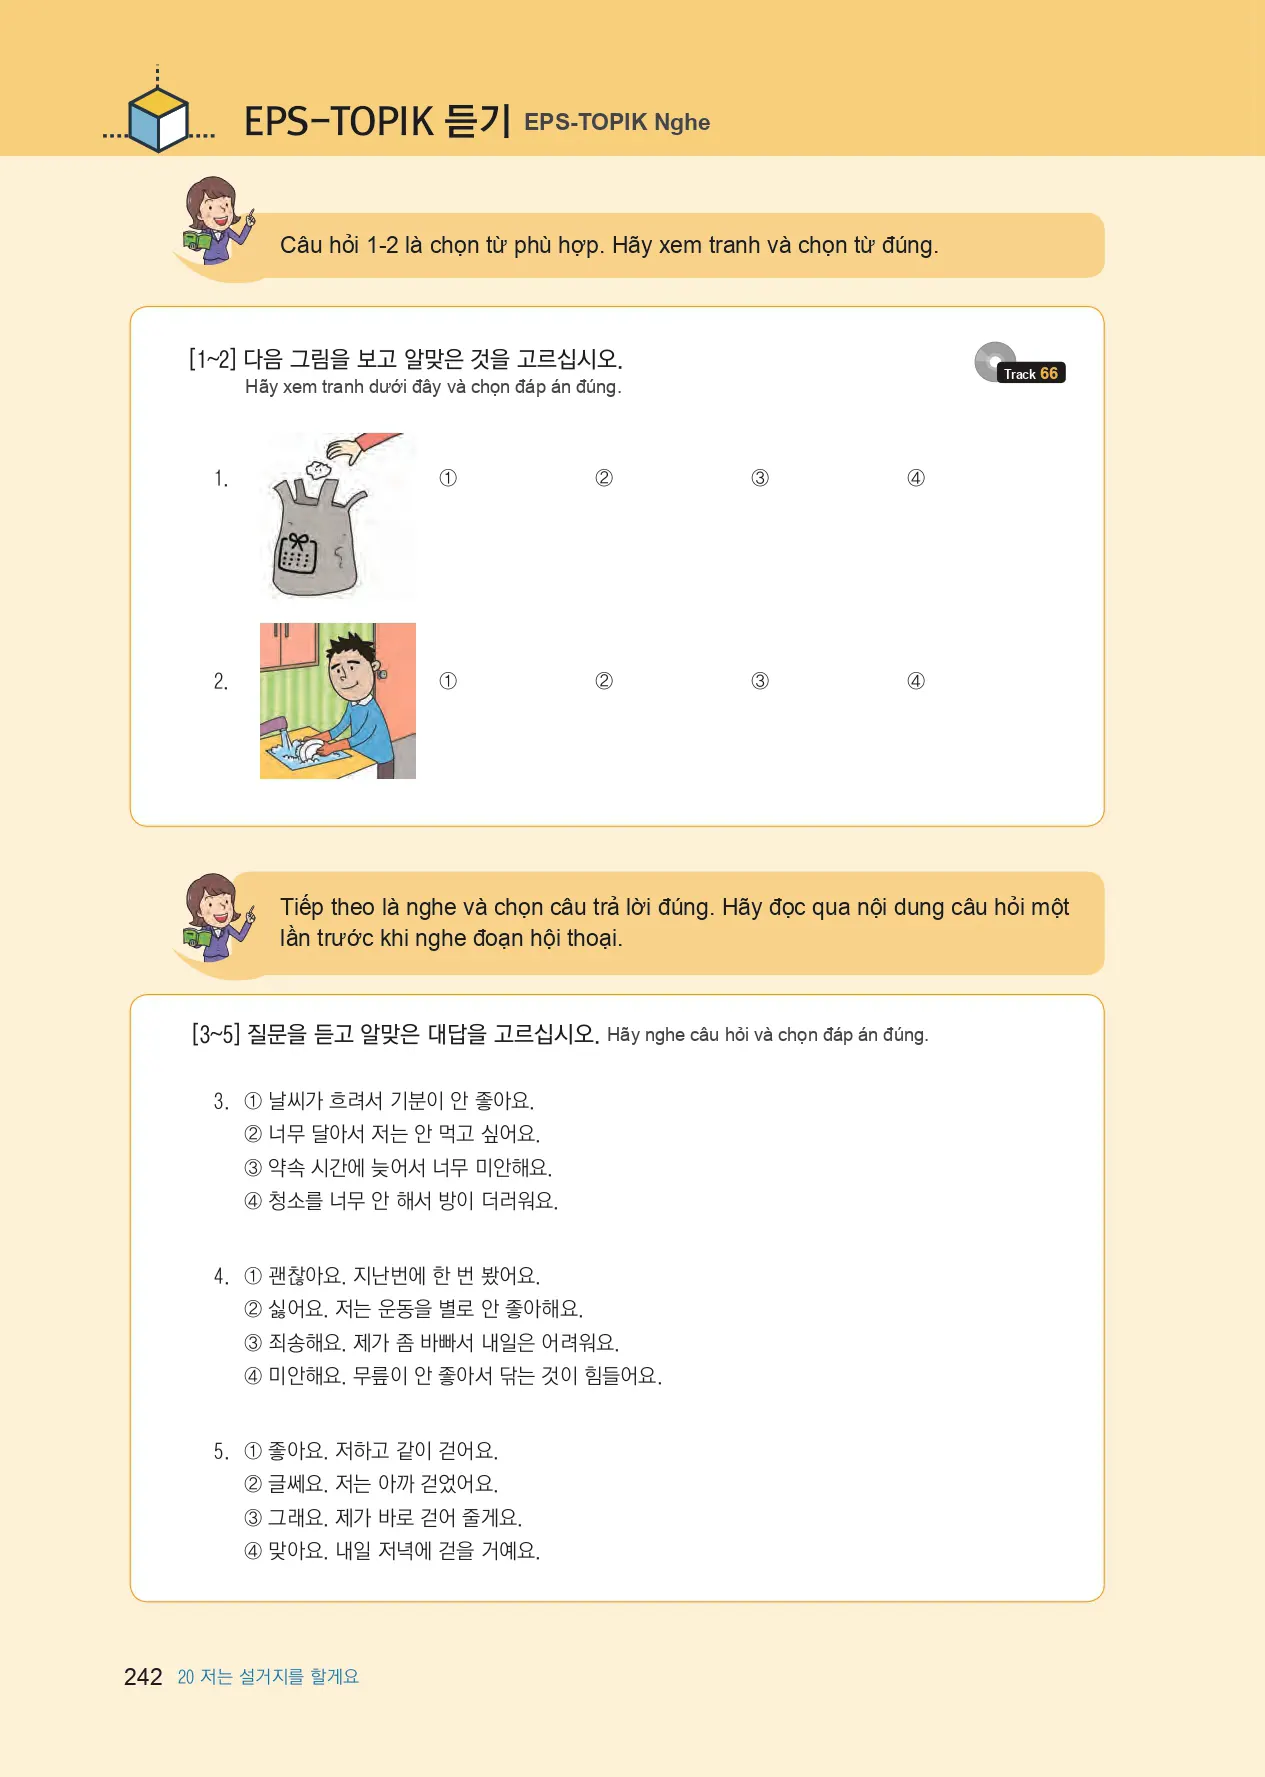 EPS-TOPIK 듣기 EPS-TOPIK Nghe
Câu hỏi 1-2 là chọn từ phù hợp. Hãy xem tranh và chọn từ đúng.
[1~2] 다음 그림을 보고 알맞은 것을 고르십시오.
Hãy xem tranh dưới đây và chọn đáp án đúng.
Track 66
1. ① ② ③ ④
2. ① ② ③ ④
Tiếp theo là nghe và chọn câu trả lời đúng. Hãy đọc qua nội dung câu hỏi một
lần trước khi nghe đoạn hội thoại.
[3~5] 질문을 듣고 알맞은 대답을 고르십시오. Hãy nghe câu hỏi và chọn đáp án đúng.
3. ① 날씨가 흐려서 기분이 안 좋아요.
② 너무 달아서 저는 안 먹고 싶어요.
③ 약속 시간에 늦어서 너무 미안해요.
④ 청소를 너무 안 해서 방이 더러워요.
4. ① 괜찮아요. 지난번에 한 번 봤어요.
② 싫어요. 저는 운동을 별로 안 좋아해요.
③ 죄송해요. 제가 좀 바빠서 내일은 어려워요.
④ 미안해요. 무릎이 안 좋아서 닦는 것이 힘들어요.
5. ① 좋아요. 저하고 같이 걷어요.
② 글쎄요. 저는 아까 걷었어요.
③ 그래요. 제가 바로 걷어 줄게요.
④ 맞아요. 내일 저녁에 걷을 거예요.
242 20 저는 설거지를 할게요